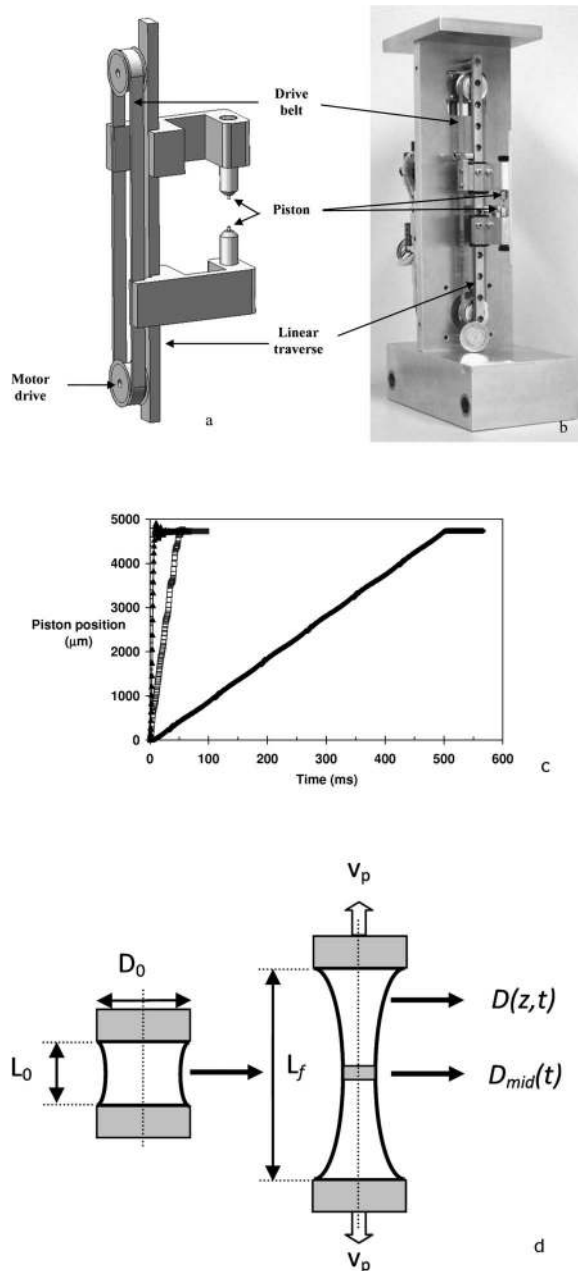 Drive
belt
Piston
Linear
traverse
Motor
drive
a
b
5000
4000
3000
2000
1000
0
Piston position
(μm)
0 100 200 300 400 500 600
Time (ms)
c
v_p
D_0
L_0
L_f
D(z,t)
D_mid(t)
v_p
d